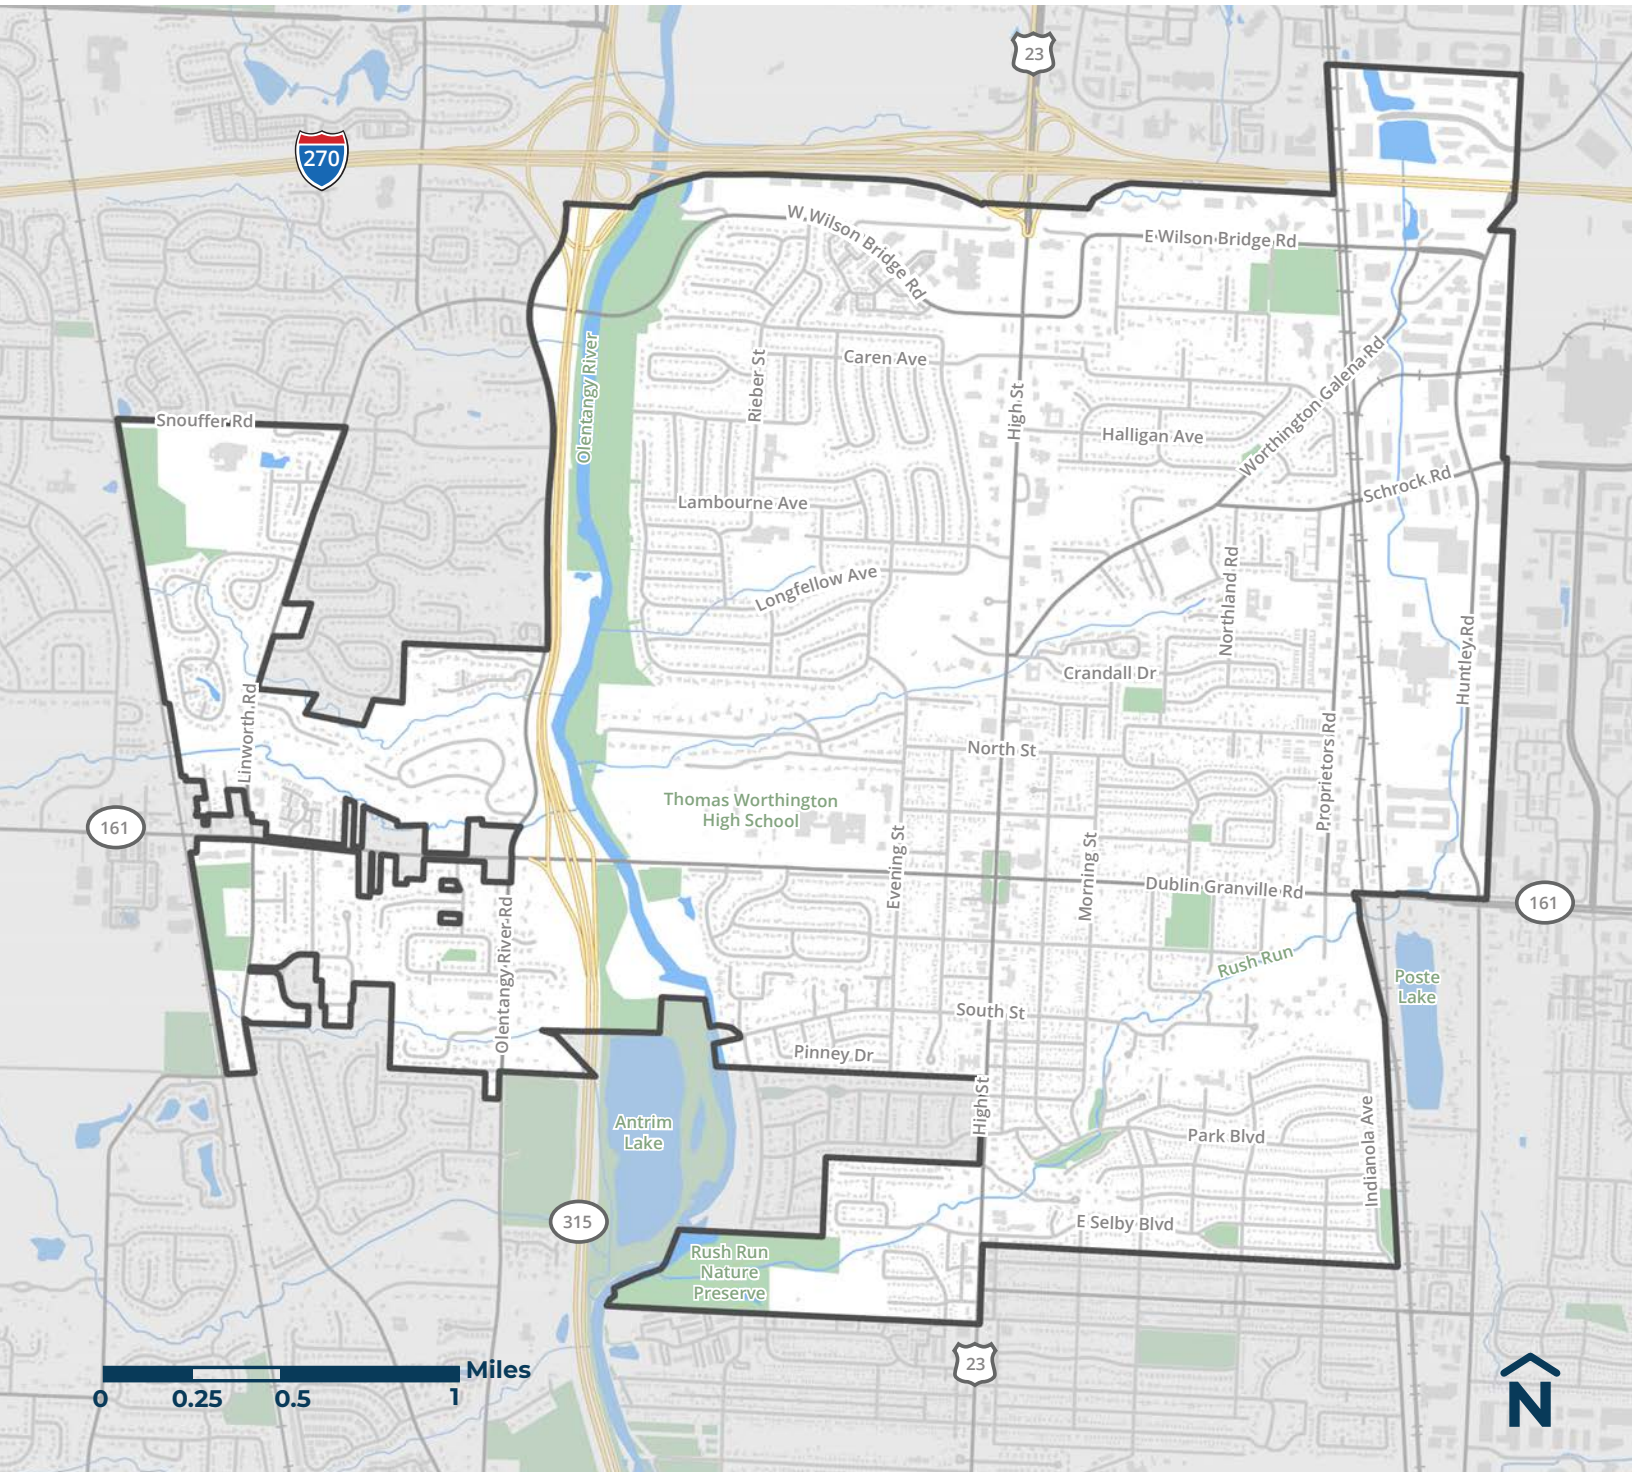 23
270
W Wilson Bridge Rd
E Wilson Bridge Rd
Olentangy River
Rieber St
Caren Ave
High St
Worthington Galena Rd
Snouffer Rd
Halligan Ave
Schrock Rd
Lambourne Ave
Longfellow Ave
Northland Rd
Huntley Rd
Crandall Dr
Linworth Rd
North St
Proprietors Rd
Thomas Worthington
High School
161
Evening St
Morning St
Dublin Granville Rd
161
Olentangy River Rd
Rush Run
Poste
Lake
South St
Pinney Dr
High St
Antrim
Lake
Park Blvd
Indianola Ave
315
E Selby Blvd
Rush Run
Nature
Preserve
23
Miles
0 0.25 0.5 1
N